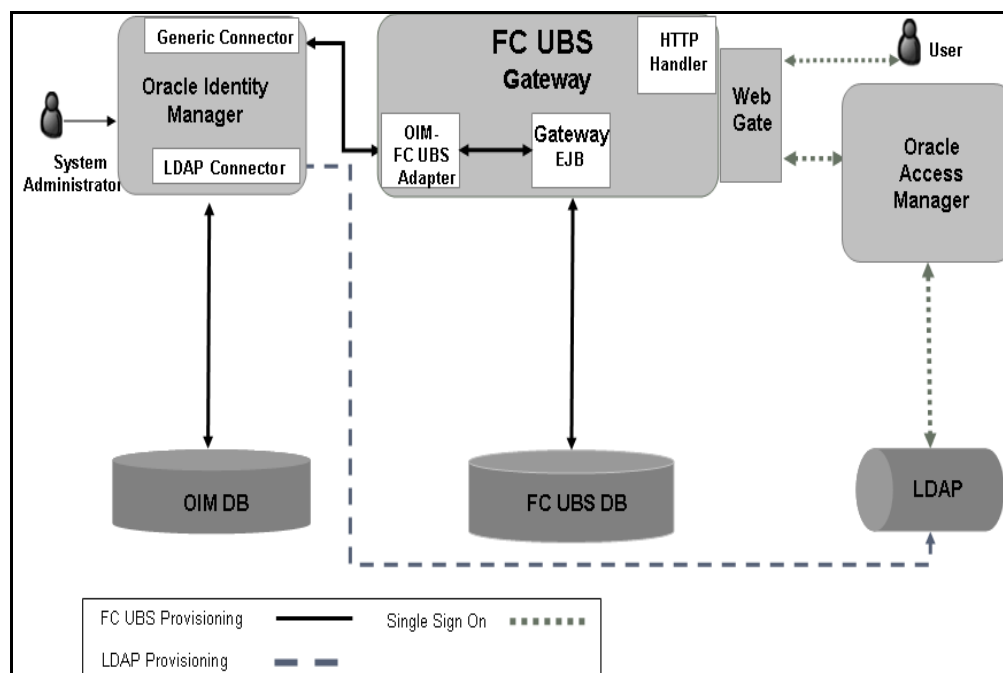 Generic Connector
Oracle Identity
Manager
LDAP Connector
System
Administrator
FC UBS
Gateway
HTTP
Handler
OIM-
FC UBS
Adapter
Gateway
EJB
Web
Gate
User
Oracle
Access
Manager
OIM DB
FC UBS DB
LDAP
FC UBS Provisioning
Single Sign On
LDAP Provisioning